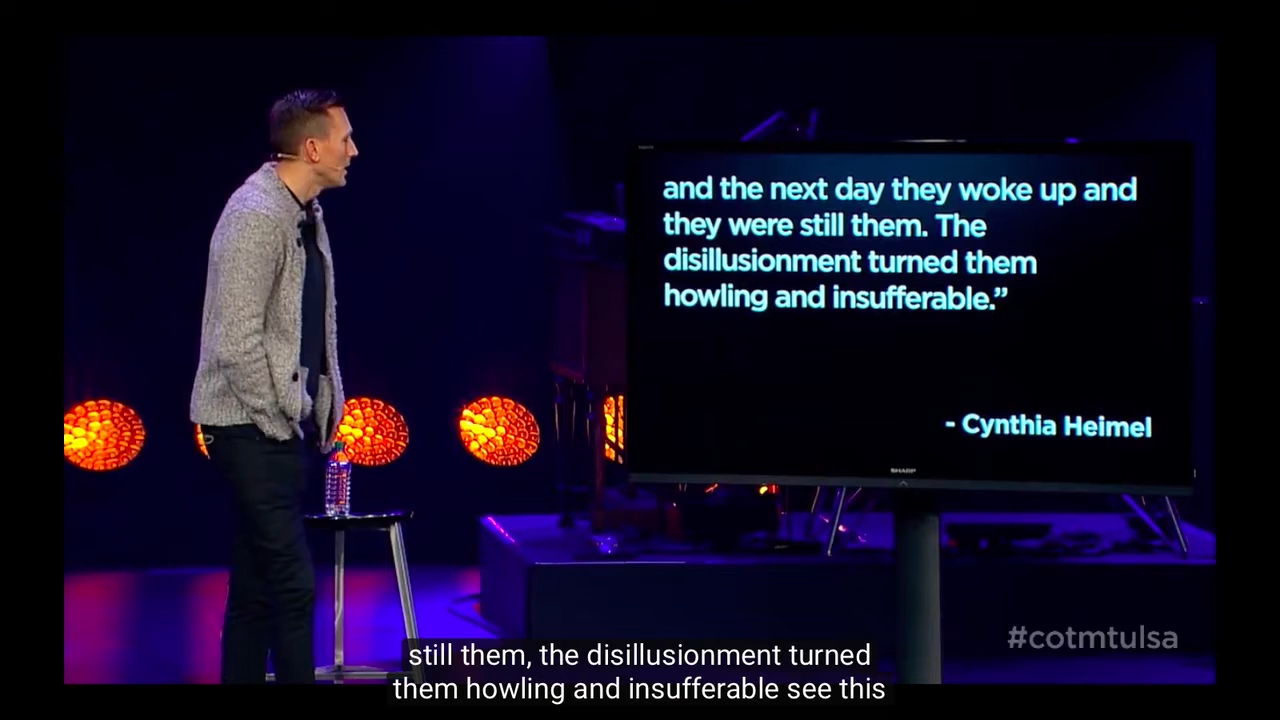 and the next day they woke up and
they were still them. The
disillusionment turned them
howling and insufferable.”
- Cynthia Heimel
SHARP
#cotmtulsa
still them, the disillusionment turned
them howling and insufferable see this